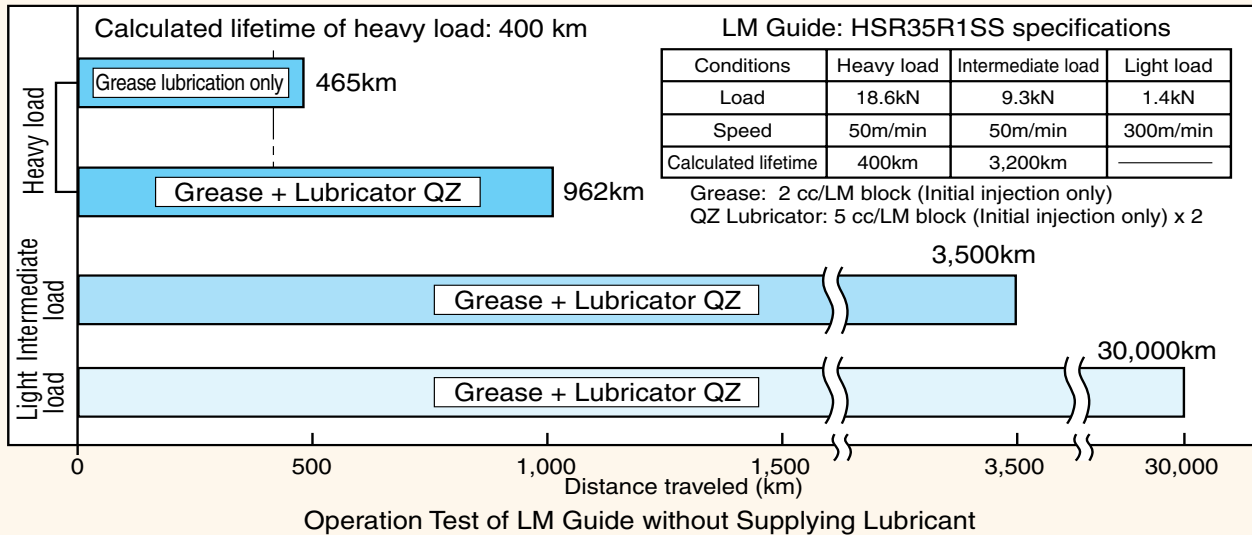 Calculated lifetime of heavy load: 400 km
Heavy load
Grease lubrication only
465km
Grease + Lubricator QZ
962km
LM Guide: HSR35R1SS specifications
Conditions Heavy load Intermediate load Light load
Load 18.6kN 9.3kN 1.4kN
Speed 50m/min 50m/min 300m/min
Calculated lifetime 400km 3,200km
Grease: 2 cc/LM block (Initial injection only)
QZ Lubricator: 5 cc/LM block (Initial injection only) x 2
Intermediate
load
Grease + Lubricator QZ
3,500km
Light
load
Grease + Lubricator QZ
30,000km
0 500 1,000 1,500 3,500 30,000
Distance traveled (km)
Operation Test of LM Guide without Supplying Lubricant